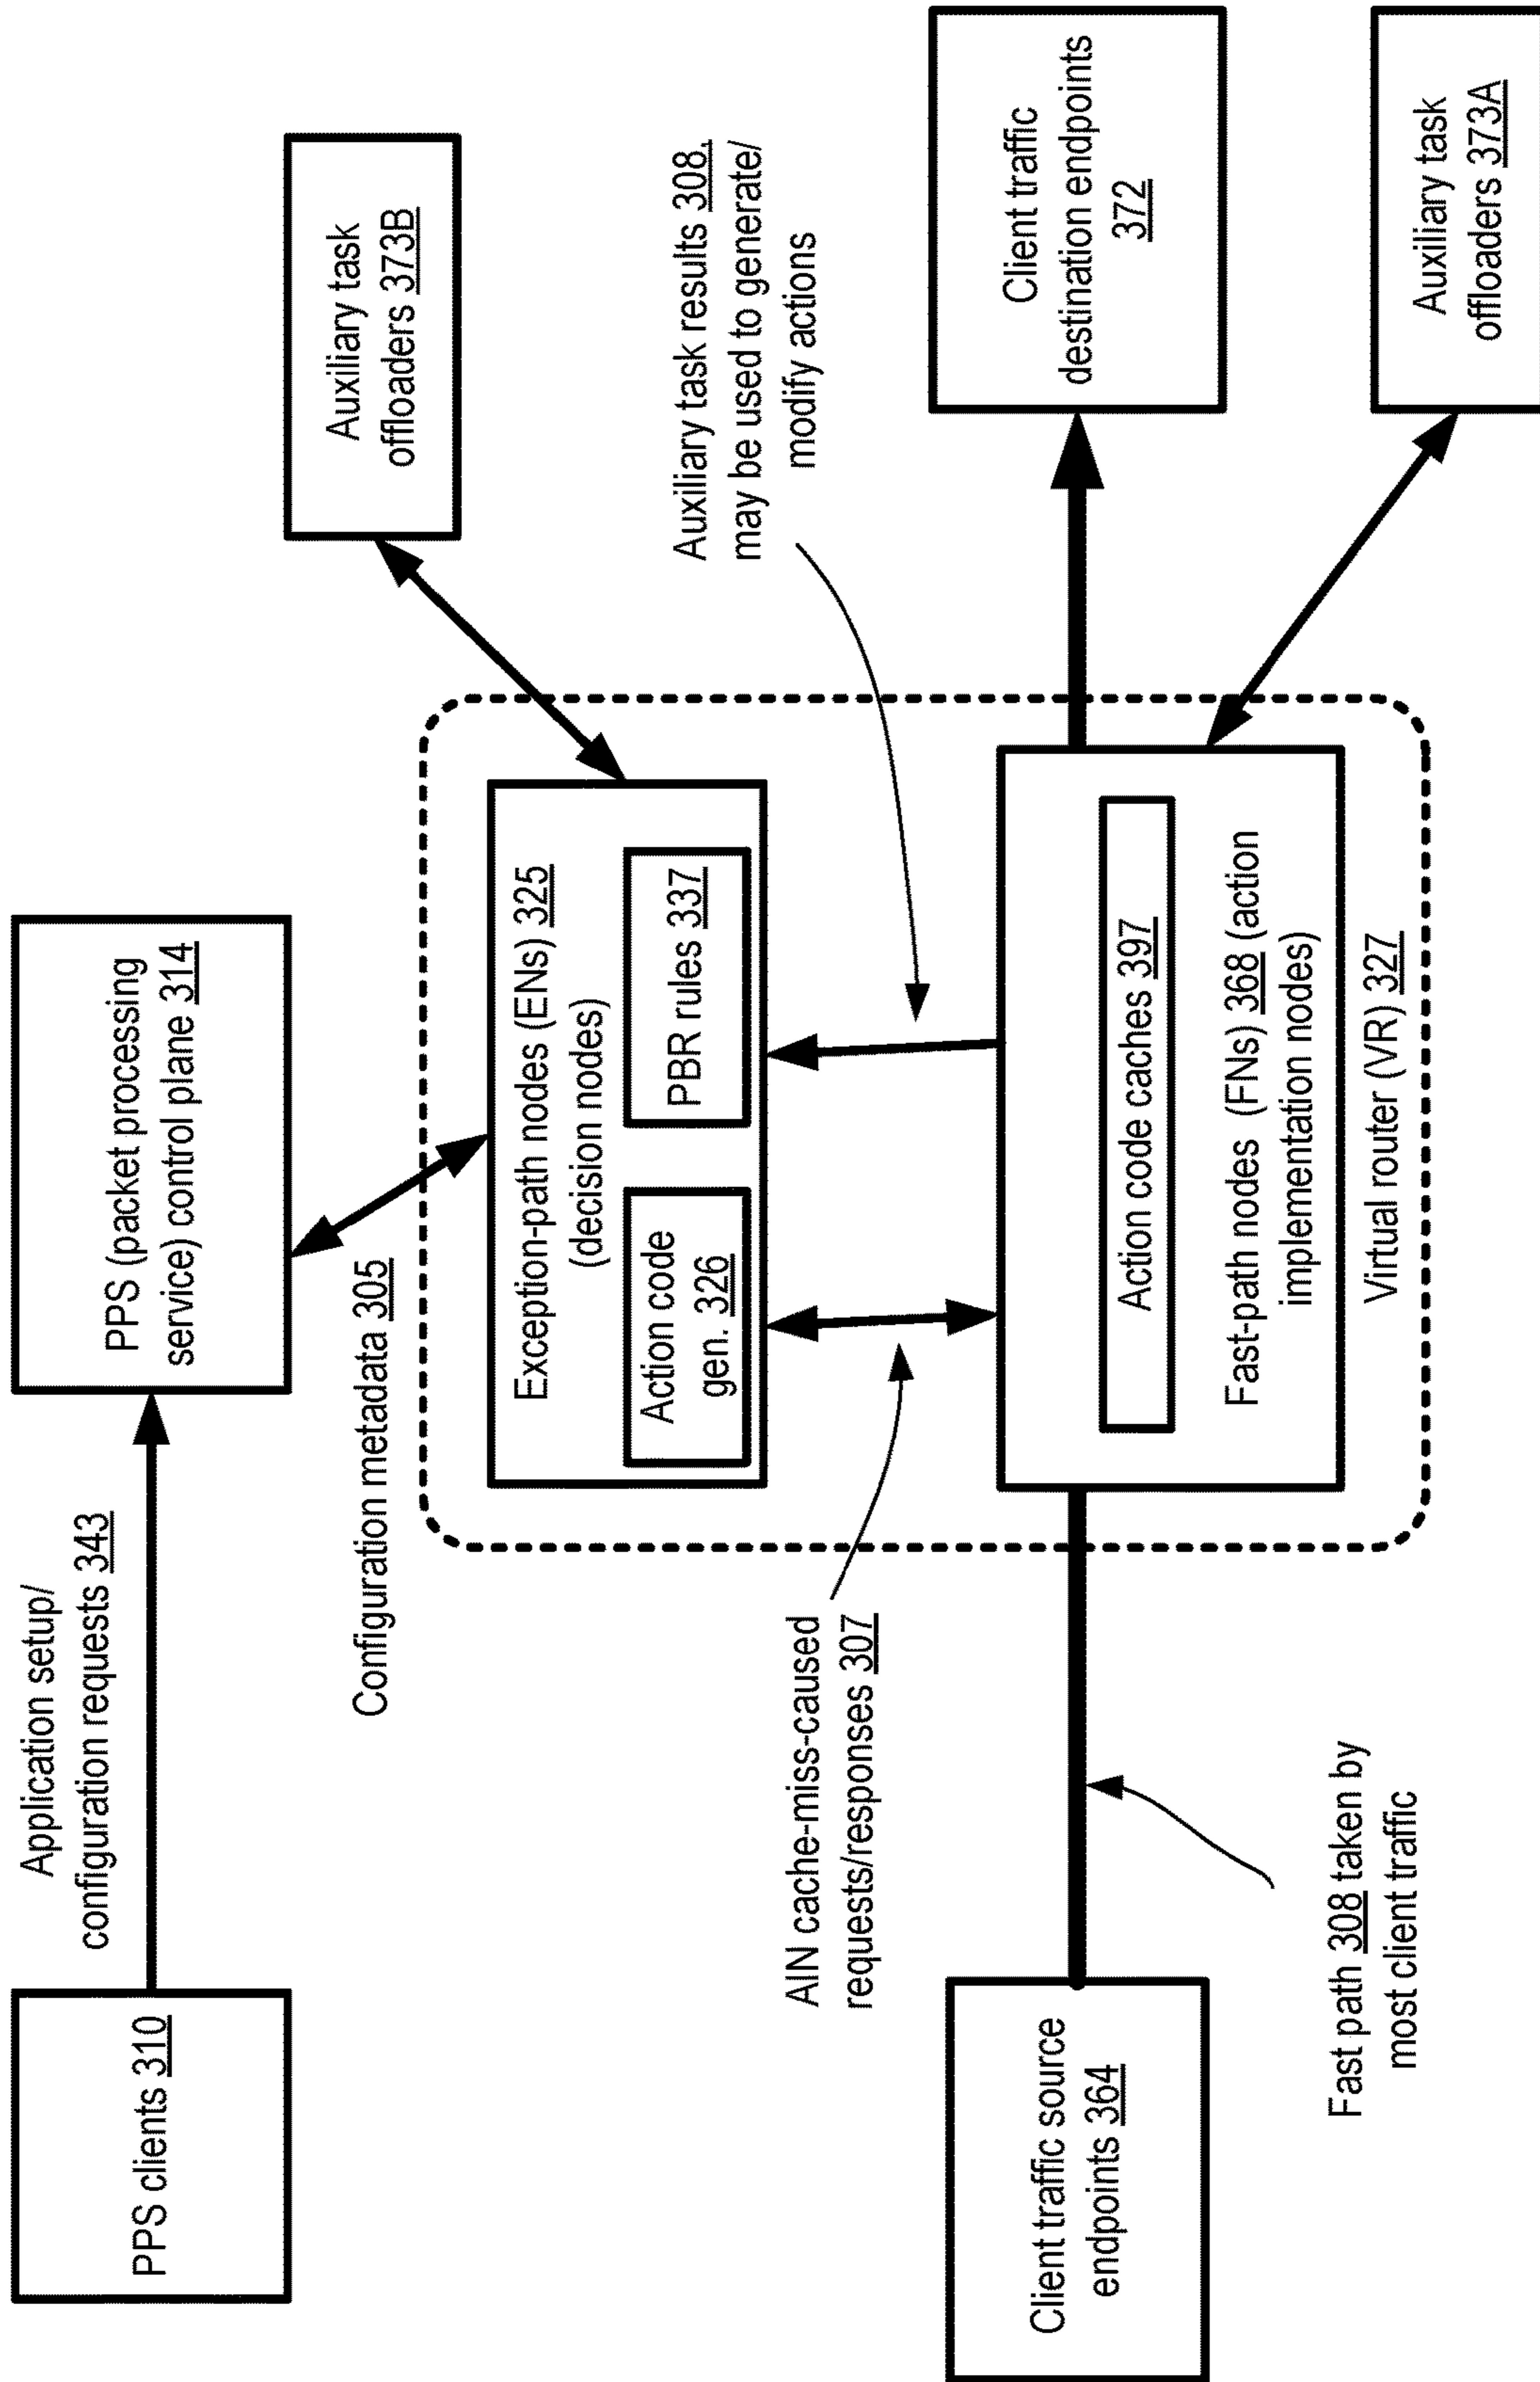 PPS clients 310
Application setup/
configuration requests 343
PPS (packet processing
service) control plane 314
Configuration metadata 305
Auxiliary task
offloaders 373B
Exception-path nodes (ENs) 325
(decision nodes)
Action code
gen. 326
PBR rules 337
AIN cache-miss-caused
requests/responses 307
Auxiliary task results 308,
may be used to generate/
modify actions
Client traffic source
endpoints 364
Fast path 308 taken by
most client traffic
Action code caches 397
Fast-path nodes (FNs) 368 (action
implementation nodes)
Virtual router (VR) 327
Client traffic
destination endpoints
372
Auxiliary task
offloaders 373A